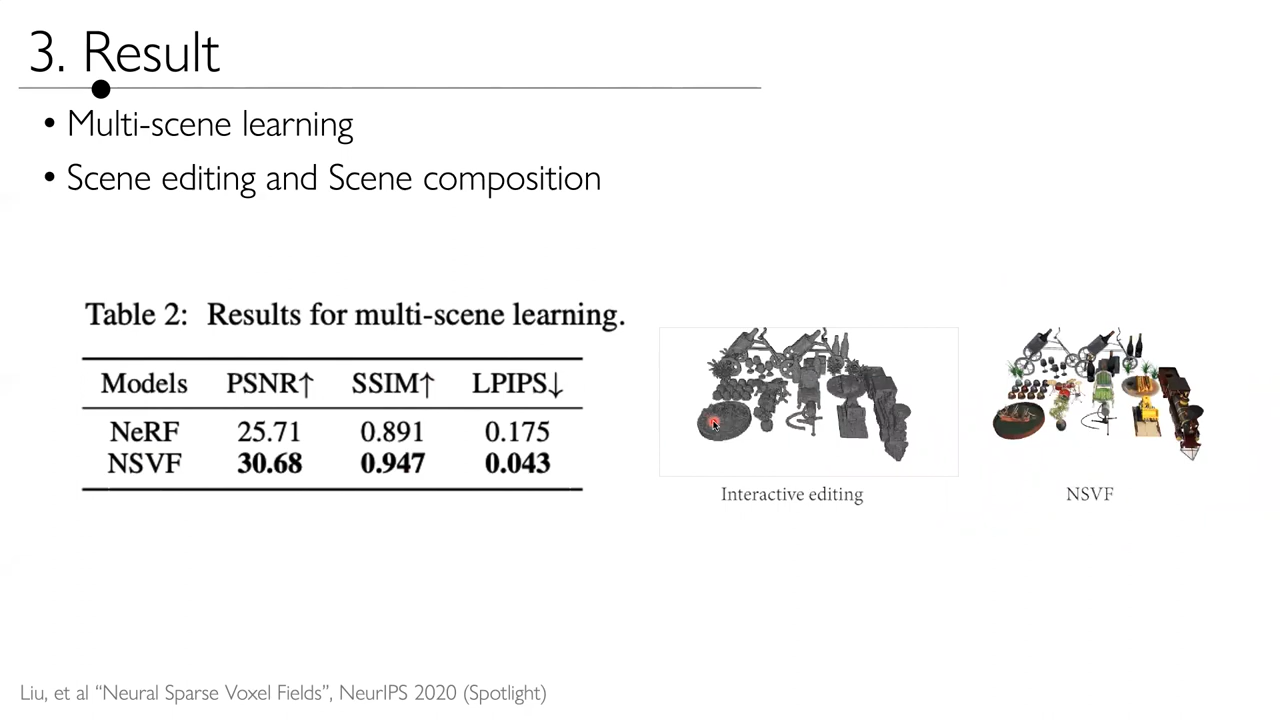 3. Result
• Multi-scene learning
• Scene editing and Scene composition
Table 2: Results for multi-scene learning.
Models PSNR↑ SSIM↑ LPIPS↓
NeRF 25.71 0.891 0.175
NSVF 30.68 0.947 0.043
Interactive editing
NSVF
Liu, et al “Neural Sparse Voxel Fields”, NeurIPS 2020 (Spotlight)